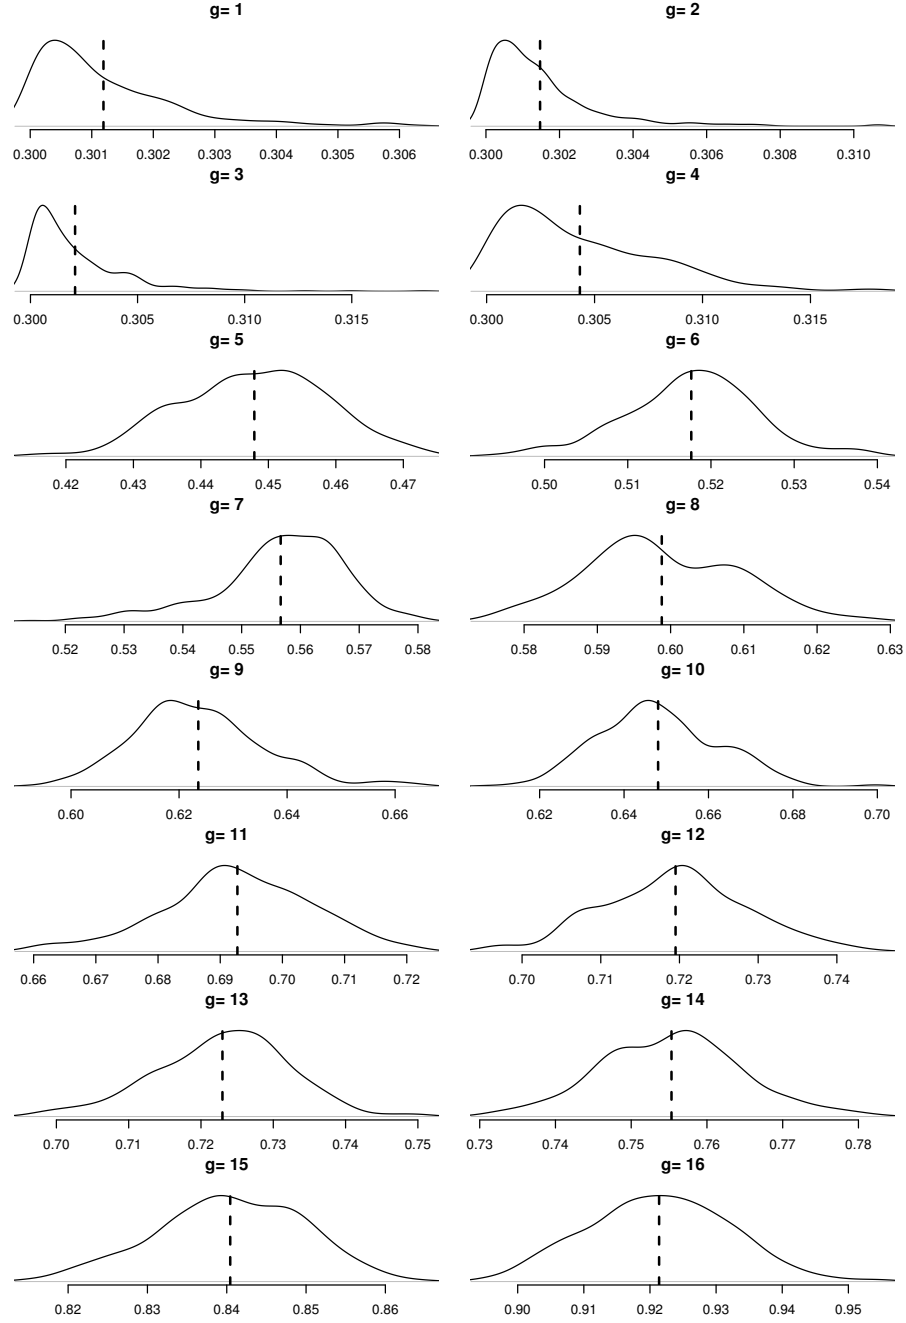 g= 1 g= 2
0.300 0.301 0.302 0.303 0.304 0.305 0.306 0.300 0.302 0.304 0.306 0.308 0.310
g= 3 g= 4
0.300 0.305 0.310 0.315 0.300 0.305 0.310 0.315
g= 5 g= 6
0.42 0.43 0.44 0.45 0.46 0.47 0.50 0.51 0.52 0.53 0.54
g= 7 g= 8
0.52 0.53 0.54 0.55 0.56 0.57 0.58 0.58 0.59 0.60 0.61 0.62 0.63
g= 9 g= 10
0.60 0.62 0.64 0.66 0.62 0.64 0.66 0.68 0.70
g= 11 g= 12
0.66 0.67 0.68 0.69 0.70 0.71 0.72 0.70 0.71 0.72 0.73 0.74
g= 13 g= 14
0.70 0.71 0.72 0.73 0.74 0.75 0.73 0.74 0.75 0.76 0.77 0.78
g= 15 g= 16
0.82 0.83 0.84 0.85 0.86 0.90 0.91 0.92 0.93 0.94 0.95